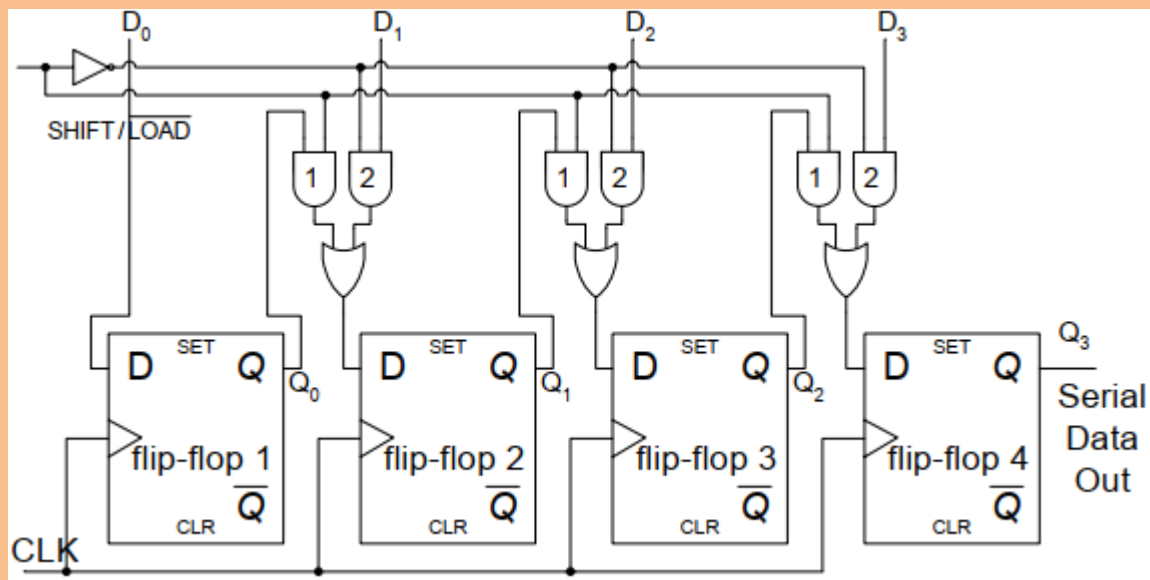 D₀ D₁ D₂ D₃
SHIFT/L̅O̅A̅D̅
1 2 1 2 1 2
SET SET SET SET
D Q D Q D Q D Q
Q₀ Q₁ Q₂ Q₃
Serial
Data
Out
flip-flop 1 flip-flop 2 flip-flop 3 flip-flop 4
Q̅ Q̅ Q̅ Q̅
CLR CLR CLR CLR
CLK